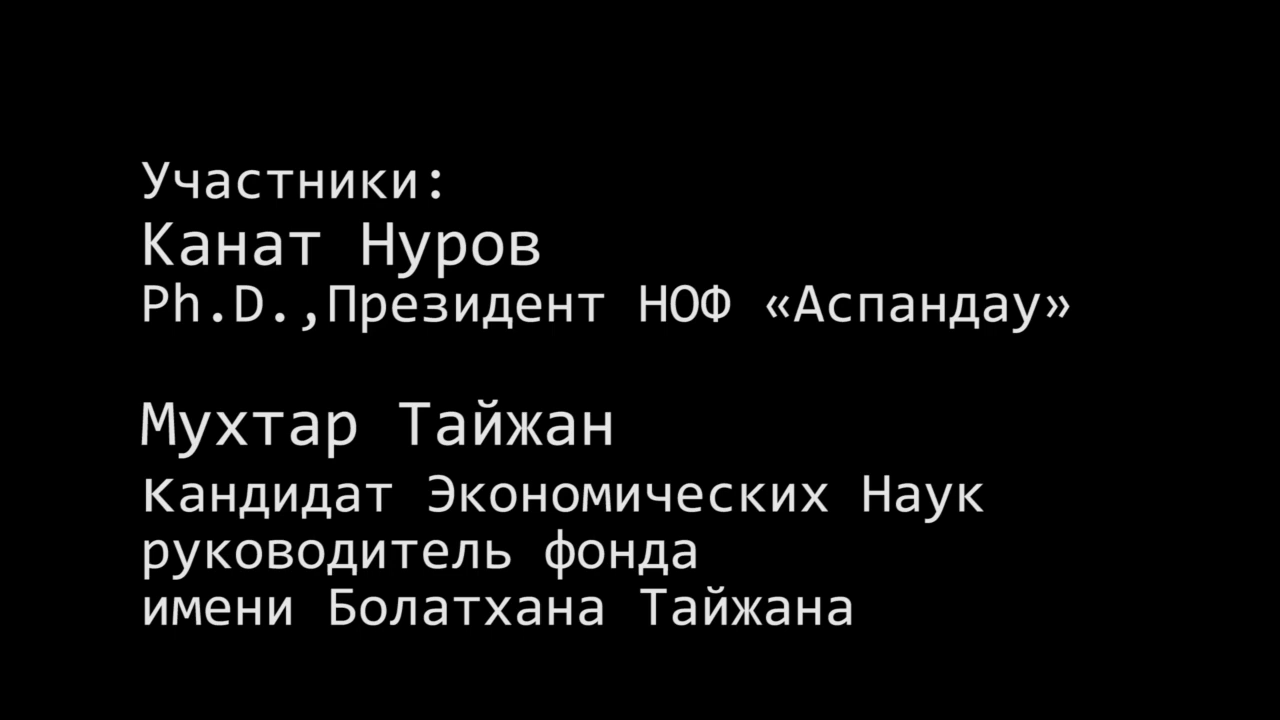 Участники:
Канат Нуров
Ph.D.,Президент НОФ «Аспандау»
Мухтар Тайжан
Кандидат Экономических Наук
руководитель фонда
имени Болатхана Тайжана